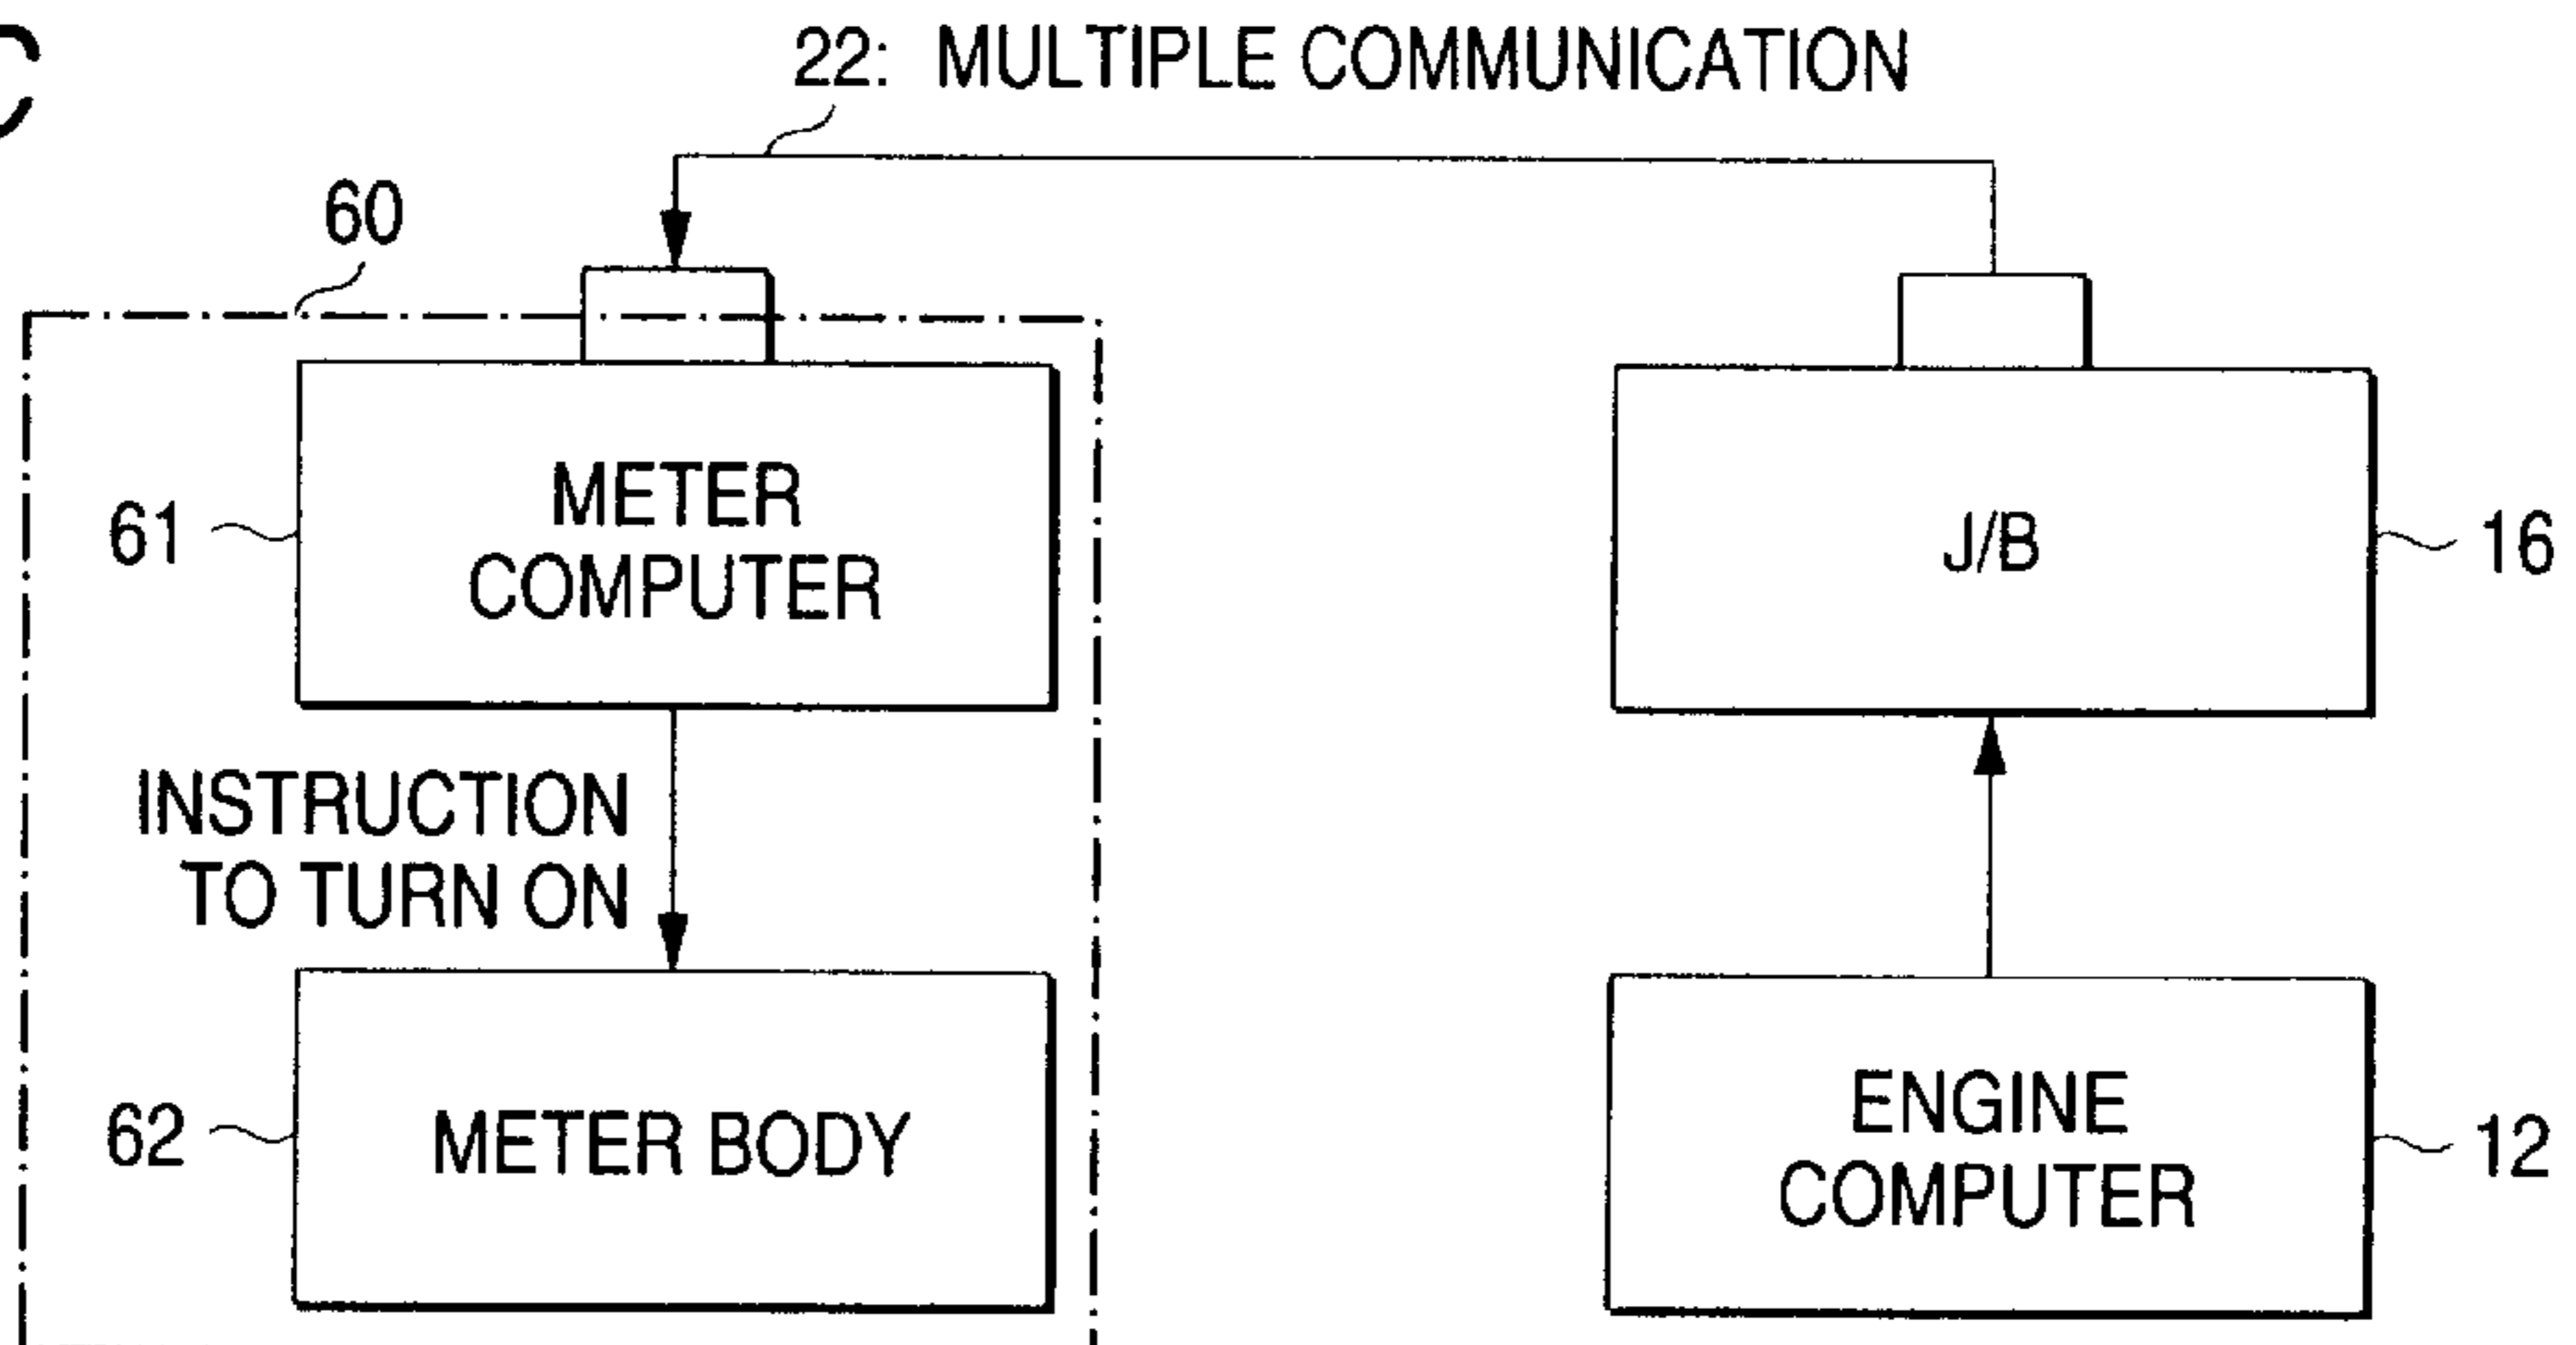 C
22: MULTIPLE COMMUNICATION
60
61
METER
COMPUTER
J/B
16
INSTRUCTION
TO TURN ON
62
METER BODY
ENGINE
COMPUTER
12